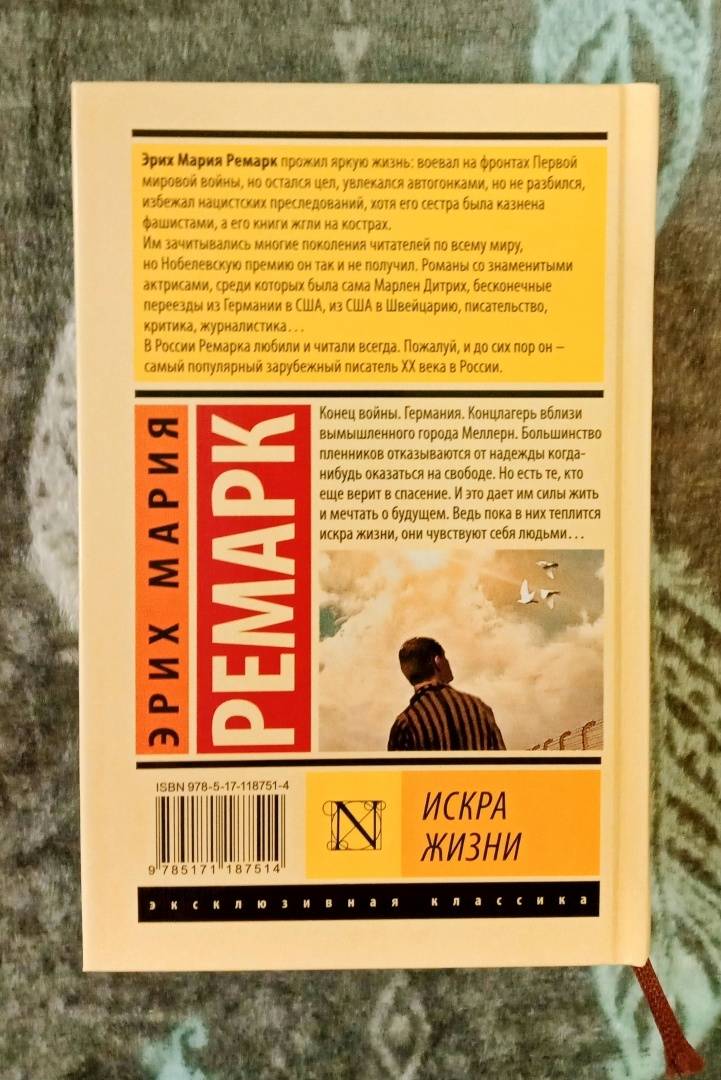 Эрих Мария Ремарк прожил яркую жизнь: воевал на фронтах Первой
мировой войны, но остался цел, увлекался автогонками, но не разбился,
избежал нацистских преследований, хотя его сестра была казнена
фашистами, а его книги жгли на кострах.
Им зачитывались многие поколения читателей по всему миру,
но Нобелевскую премию он так и не получил. Романы со знаменитыми
актрисами, среди которых была сама Марлен Дитрих, бесконечные
переезды из Германии в США, из США в Швейцарию, писательство,
критика, журналистика...
В России Ремарка любили и читали всегда. Пожалуй, и до сих пор он –
самый популярный зарубежный писатель XX века в России.
ЭРИХ МАРИЯ
РЕМАРК
Конец войны. Германия. Концлагерь вблизи
вымышленного города Меллерн. Большинство
пленников отказываются от надежды когда-
нибудь оказаться на свободе. Но есть те, кто
еще верит в спасение. И это дает им силы жить
и мечтать о будущем. Ведь пока в них теплится
искра жизни, они чувствуют себя людьми...
ISBN 978-5-17-118751-4
9 785171 187514
N
ИСКРА
ЖИЗНИ
эксклюзивная классика